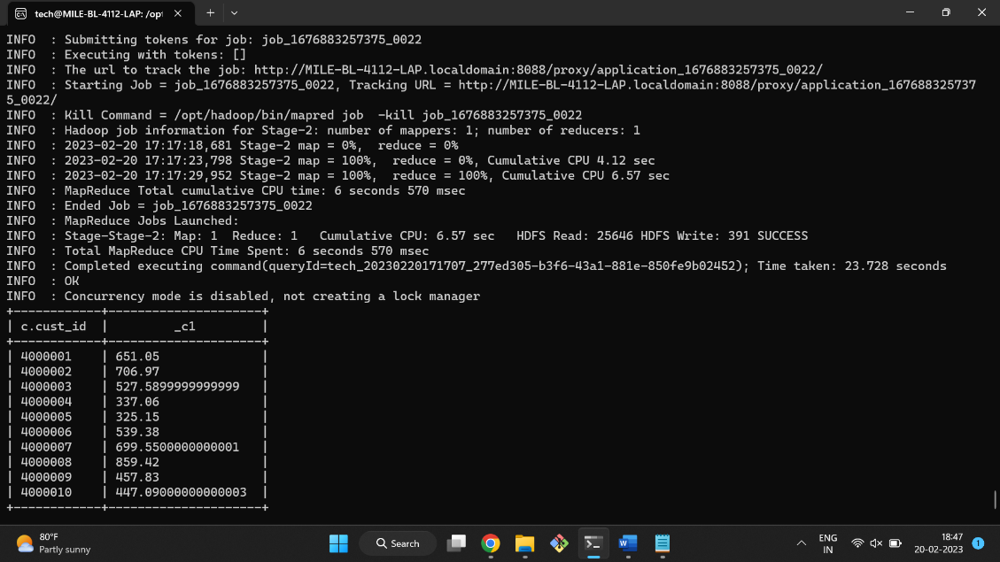 tech@MILE-BL-4112-LAP: /opt
INFO  : Submitting tokens for job: job_1676883257375_0022
INFO  : Executing with tokens: []
INFO  : The url to track the job: http://MILE-BL-4112-LAP.localdomain:8088/proxy/application_1676883257375_0022/
INFO  : Starting Job = job_1676883257375_0022, Tracking URL = http://MILE-BL-4112-LAP.localdomain:8088/proxy/application_167688325737
5_0022/
INFO  : Kill Command = /opt/hadoop/bin/mapred job  -kill job_1676883257375_0022
INFO  : Hadoop job information for Stage-2: number of mappers: 1; number of reducers: 1
INFO  : 2023-02-20 17:17:18,681 Stage-2 map = 0%,  reduce = 0%
INFO  : 2023-02-20 17:17:23,798 Stage-2 map = 100%,  reduce = 0%, Cumulative CPU 4.12 sec
INFO  : 2023-02-20 17:17:29,952 Stage-2 map = 100%,  reduce = 100%, Cumulative CPU 6.57 sec
INFO  : MapReduce Total cumulative CPU time: 6 seconds 570 msec
INFO  : Ended Job = job_1676883257375_0022
INFO  : MapReduce Jobs Launched:
INFO  : Stage-Stage-2: Map: 1  Reduce: 1   Cumulative CPU: 6.57 sec   HDFS Read: 25646 HDFS Write: 391 SUCCESS
INFO  : Total MapReduce CPU Time Spent: 6 seconds 570 msec
INFO  : Completed executing command(queryId=tech_20230220171707_277ed305-b3f6-43a1-881e-850fe9b02452); Time taken: 23.728 seconds
INFO  : OK
INFO  : Concurrency mode is disabled, not creating a lock manager
+------------+---------------------+
| c.cust_id  |         _c1         |
+------------+---------------------+
| 4000001    | 651.05              |
| 4000002    | 706.97              |
| 4000003    | 527.5899999999999   |
| 4000004    | 337.06              |
| 4000005    | 325.15              |
| 4000006    | 539.38              |
| 4000007    | 699.5500000000001   |
| 4000008    | 859.42              |
| 4000009    | 457.83              |
| 4000010    | 447.09000000000003  |
+------------+---------------------+
80°F
Partly sunny
Search
ENG
IN
18:47
20-02-2023
1